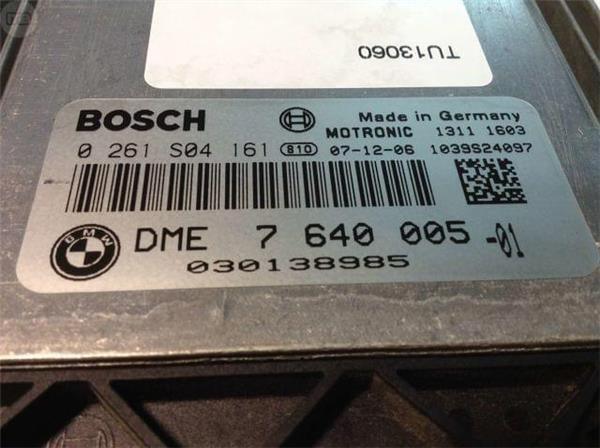 TU13060
BOSCH
Made in Germany
MOTRONIC 1311 1603
0 261 S04 161 810 07-12-06 1039S24097
BMW
DME 7 640 005 -01
030138985